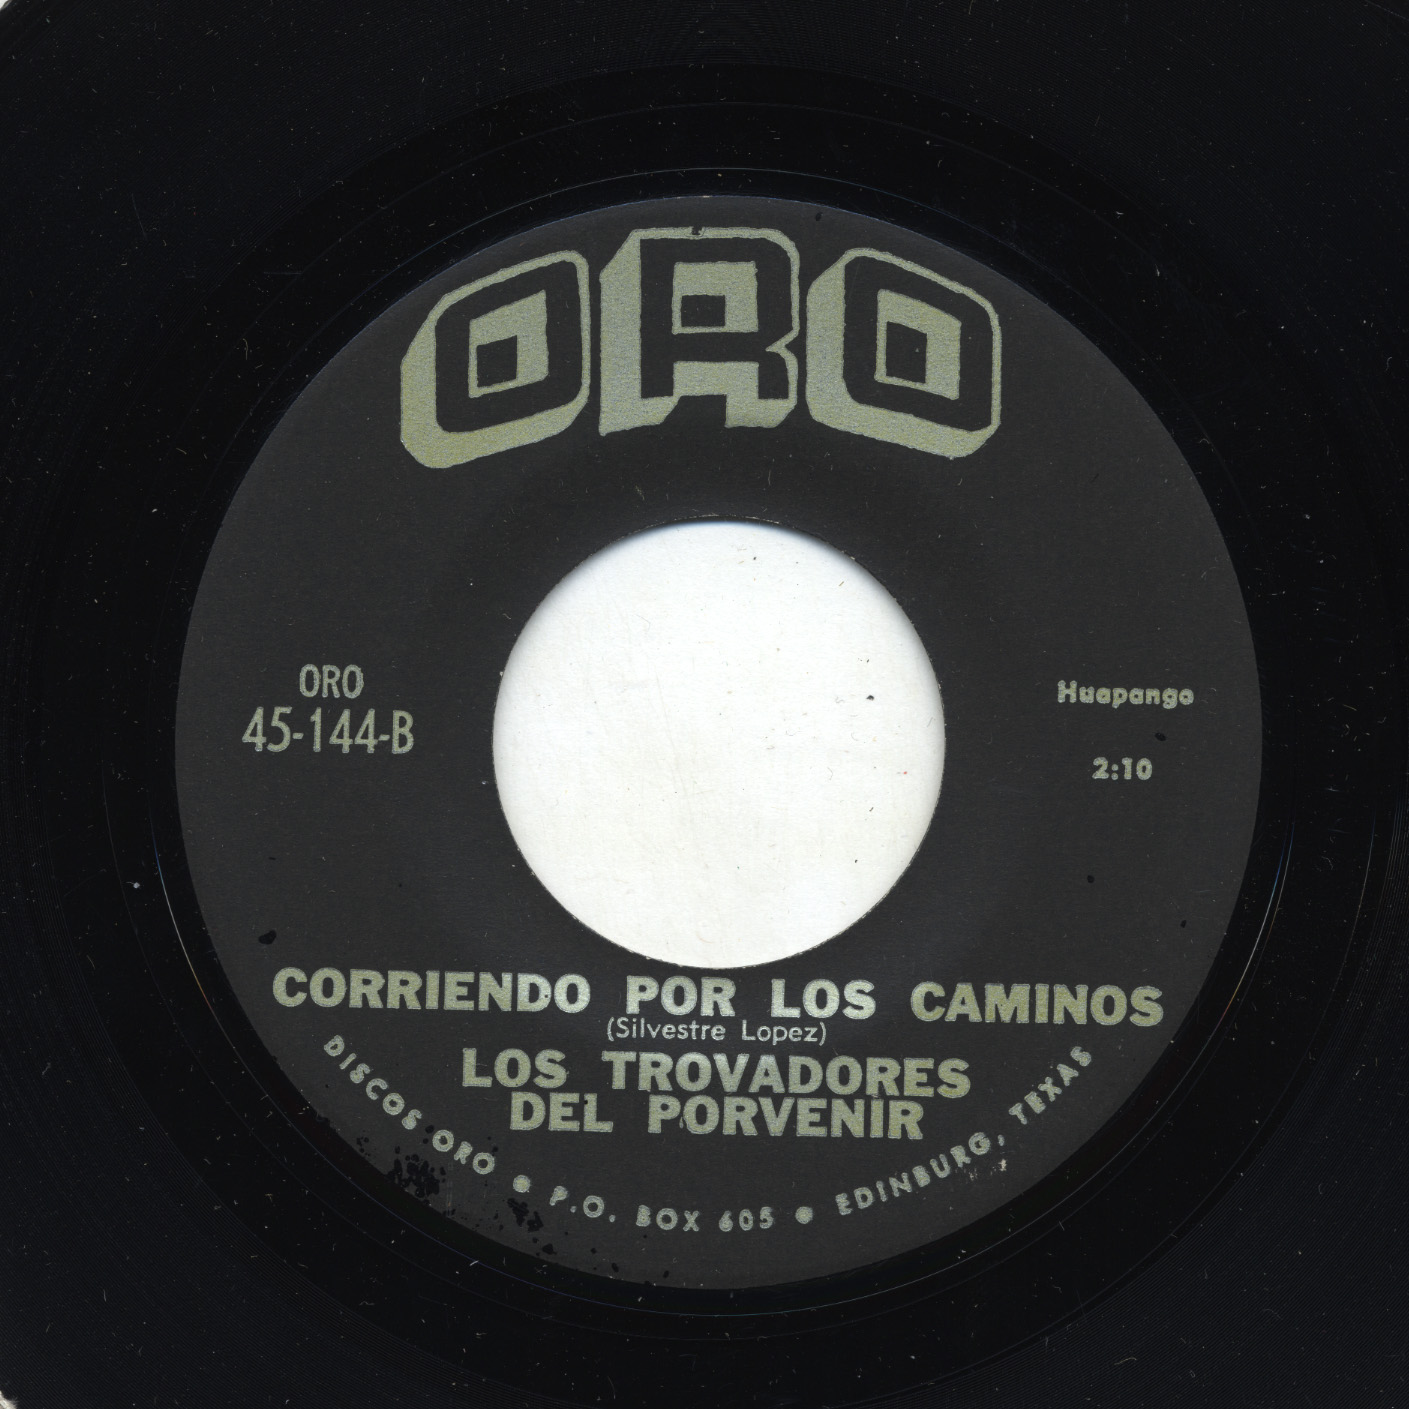 ORO
ORO
45-144-B
Huapango
2:10
CORRIENDO POR LOS CAMINOS
(Silvestre Lopez)
LOS TROVADORES
DEL PORVENIR
DISCOS ORO • P.O. BOX 605 • EDINBURG, TEXAS